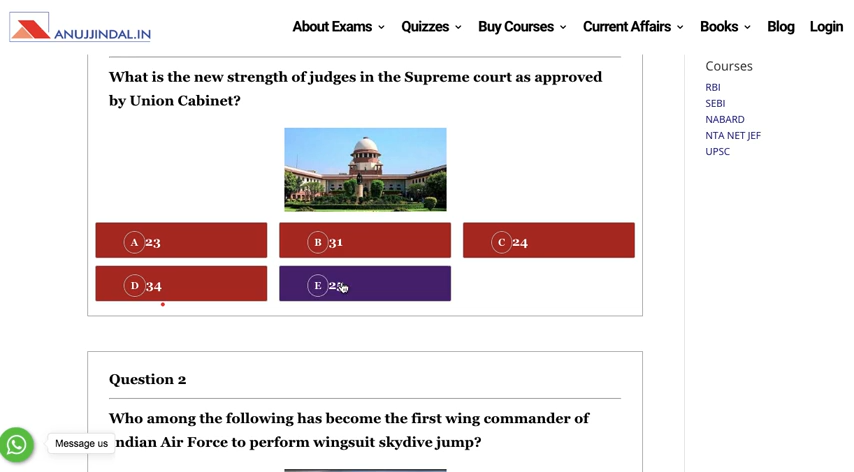 ANUJJINDAL.IN
About Exams Quizzes Buy Courses Current Affairs Books Blog Login
What is the new strength of judges in the Supreme court as approved
by Union Cabinet?
A 23
B 31
C 24
D 34
E
Courses
RBI
SEBI
NABARD
NTA NET JEF
UPSC
Question 2
Who among the following has become the first wing commander of
Indian Air Force to perform wingsuit skydive jump?
Message us